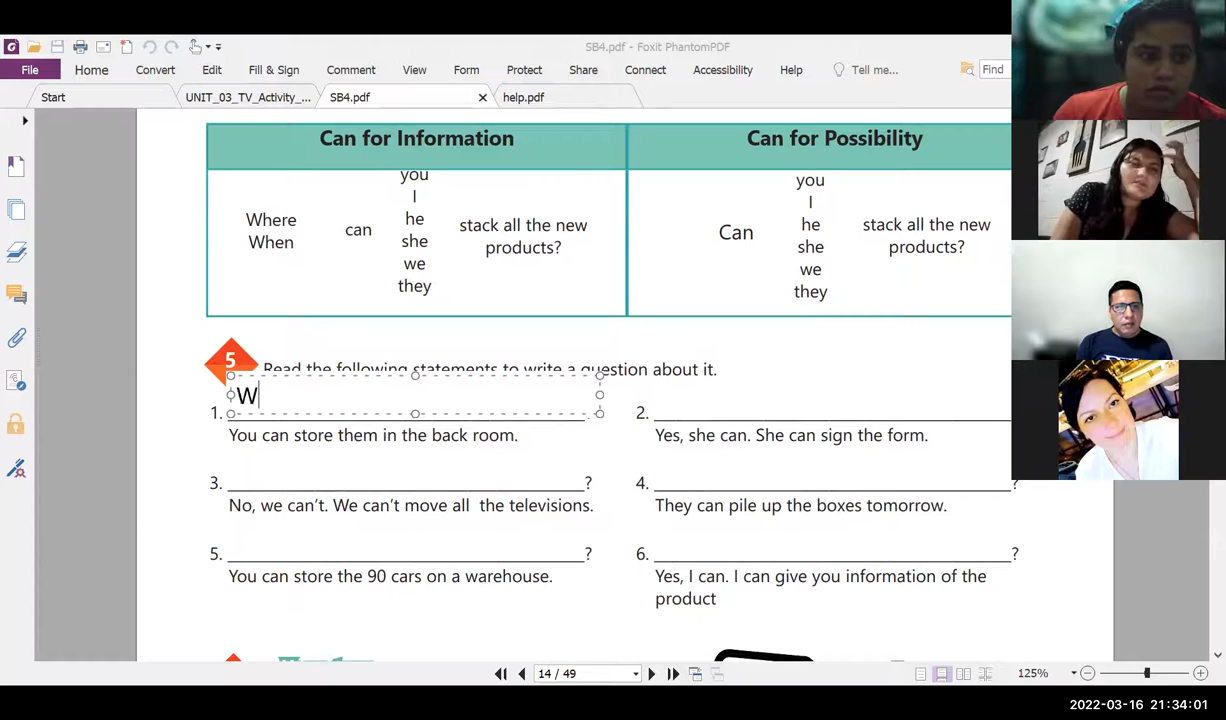 SB4.pdf - Foxit PhantomPDF
File Home Convert Edit Fill & Sign Comment View Form Protect Share Connect Accessibility Help Tell me... Find
Start UNIT_03_TV_Activity_... SB4.pdf help.pdf
Can for Information
Can for Possibility
Where
When
can
you
I
he
she
we
they
stack all the new
products?
Can
you
I
he
she
we
they
stack all the new
products?
5 Read the following statements to write a question about it.
W
1. ________________________________
You can store them in the back room.
2. ________________________________
Yes, she can. She can sign the form.
3. ________________________________?
No, we can't. We can't move all the televisions.
4. ________________________________?
They can pile up the boxes tomorrow.
5. ________________________________?
You can store the 90 cars on a warehouse.
6. ________________________________?
Yes, I can. I can give you information of the
product
14 / 49
125%
2022-03-16 21:34:01